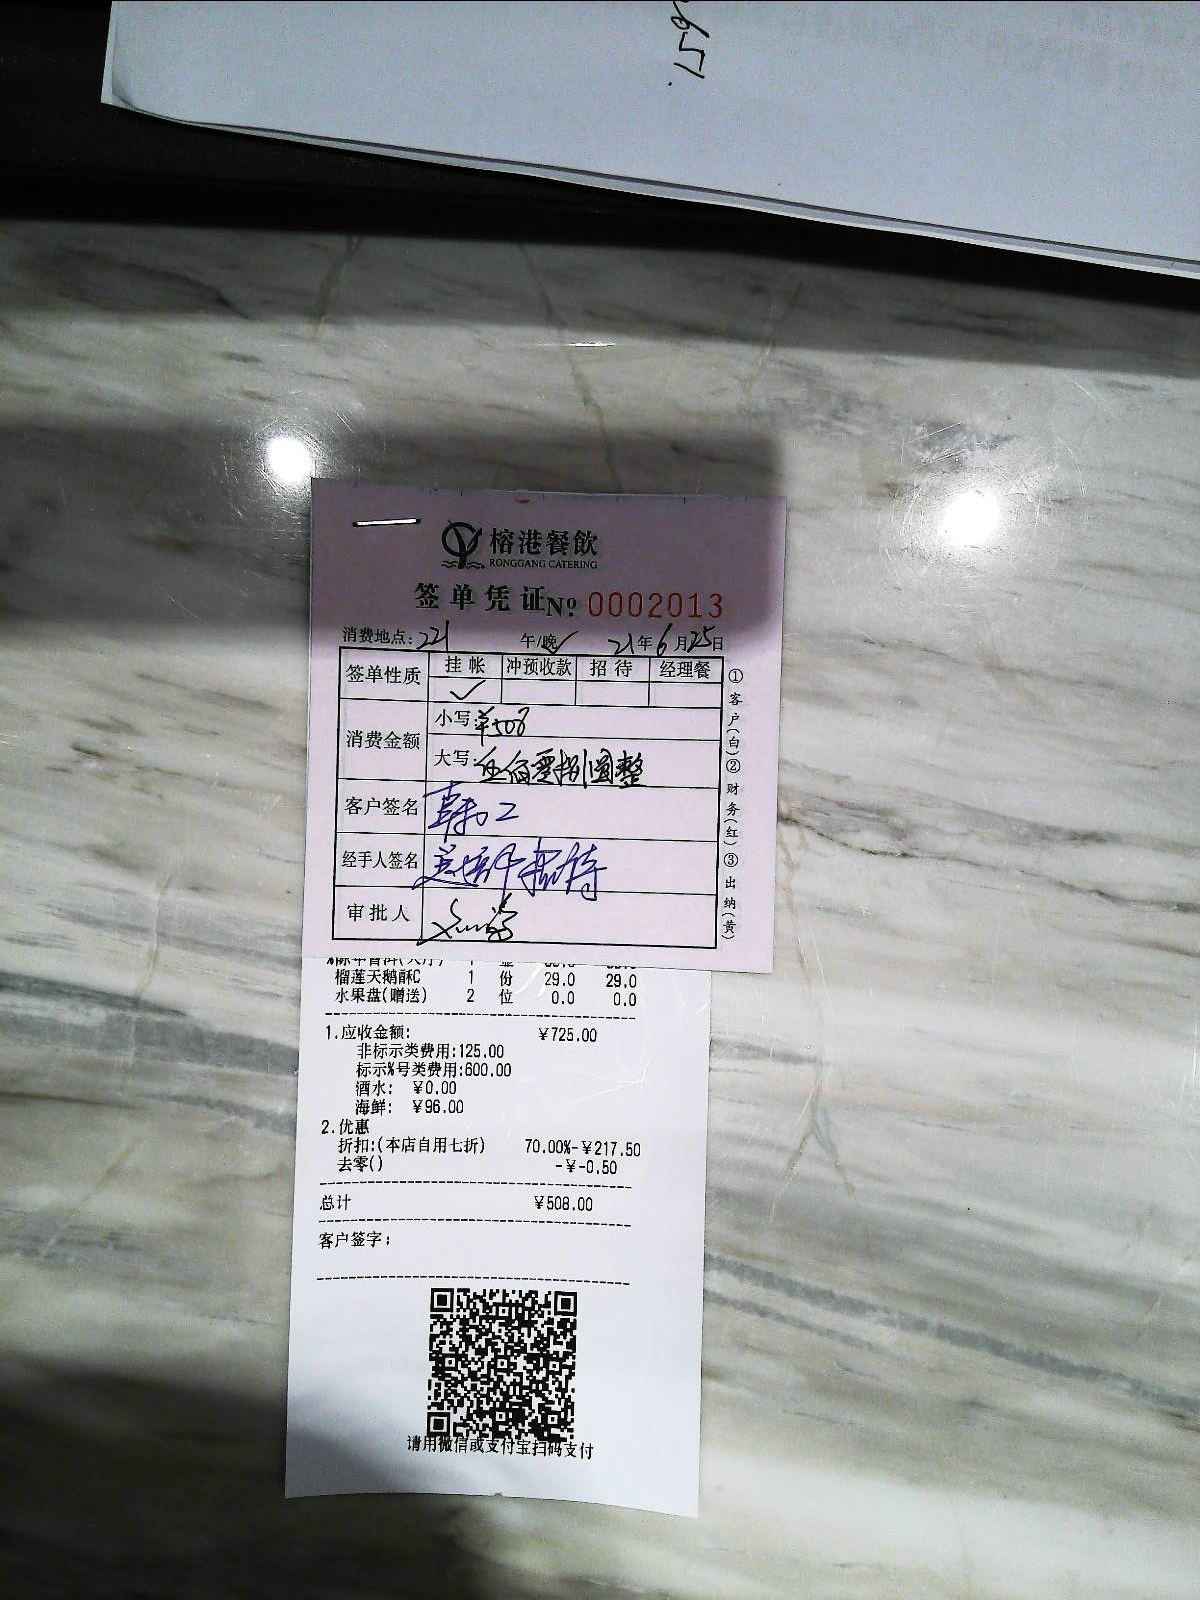 榕港餐飲
RONGGANG CATERING
签单凭证№ 0002013
消费地点: 221 午/晚✓ 21年6月25日
签单性质 挂帐 冲预收款 招待 经理餐
✓
消费金额 小写:单508
大写:伍佰零捌圆整
客户签名
经手人签名 招待
审批人
①客户(白)②财务(红)③出纳(黄)
榴莲天鹅酥C 1 份 29.0 29.0
水果盘(赠送) 2 位 0.0 0.0
1.应收金额: ¥725.00
非标示类费用:125.00
标示%号类费用:600.00
酒水: ¥0.00
海鲜: ¥96.00
2.优惠
折扣:(本店自用七折) 70.00%-¥217.50
去零() -¥-0.50
总计 ¥508.00
客户签字:
请用微信或支付宝扫码支付